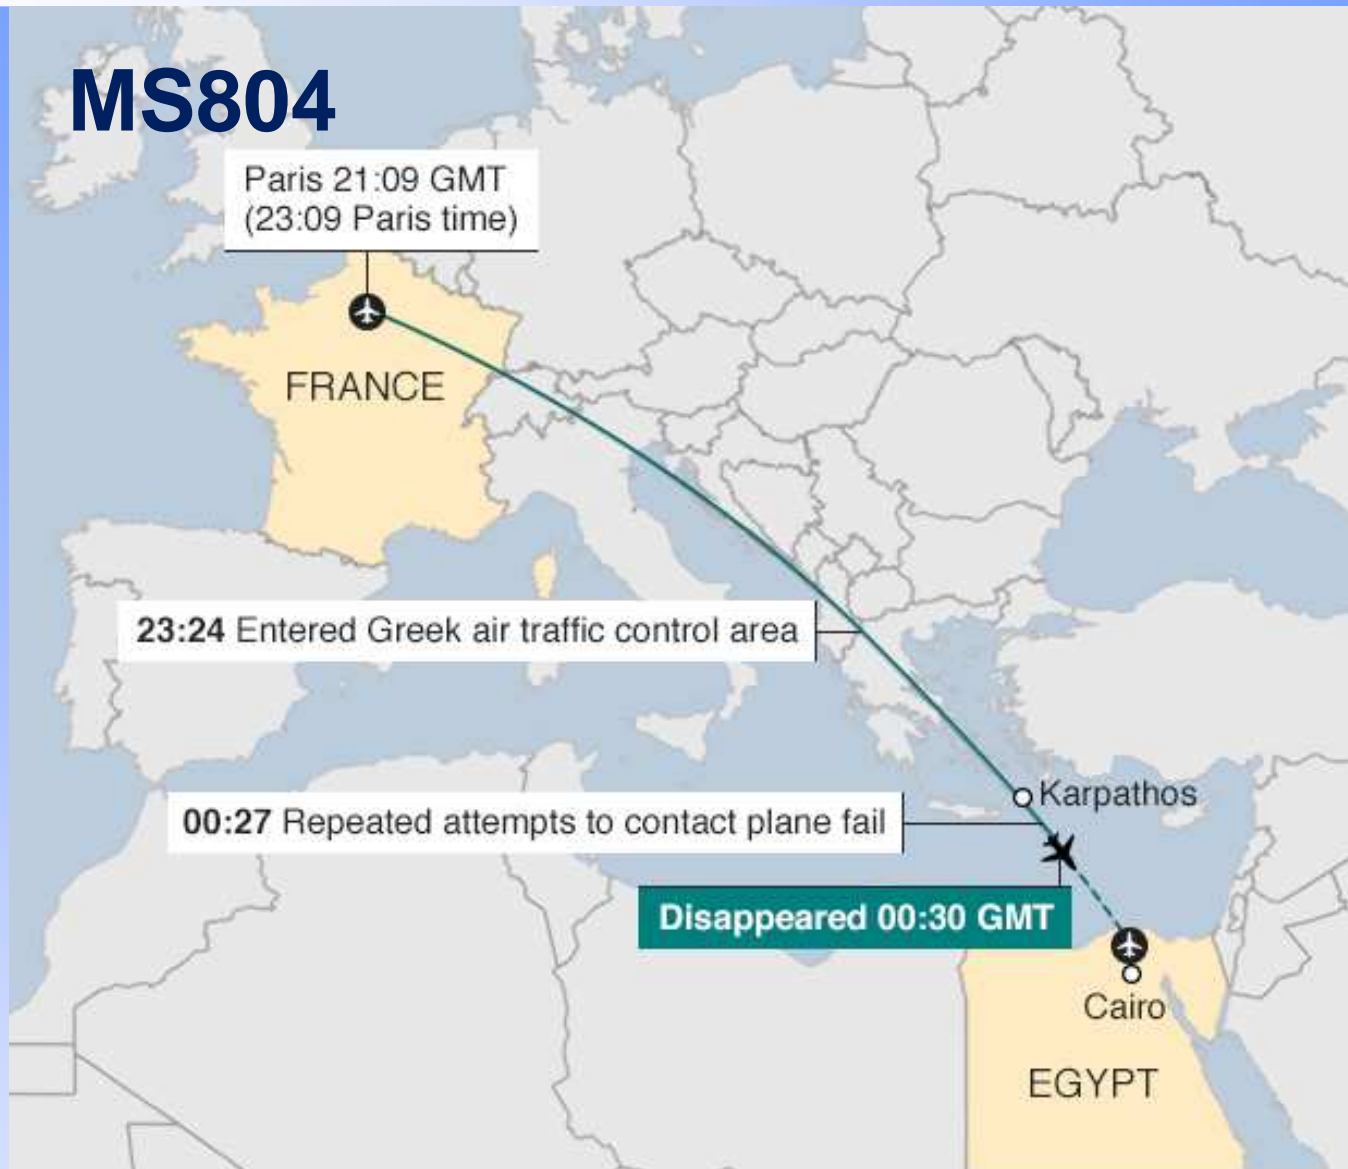 MS804
Paris 21:09 GMT
(23:09 Paris time)
FRANCE
23:24 Entered Greek air traffic control area
Karpathos
00:27 Repeated attempts to contact plane fail
Disappeared 00:30 GMT
Cairo
EGYPT